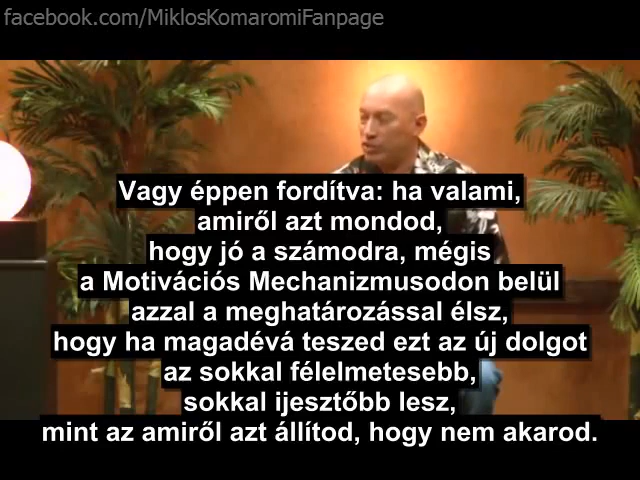 facebook.com/MiklosKomaromiFanpage
Vagy éppen fordítva: ha valami,
amiről azt mondod,
hogy jó a számodra, mégis
a Motivációs Mechanizmusodon belül
azzal a meghatározással élsz,
hogy ha magadévá teszed ezt az új dolgot
az sokkal félelmetesebb,
sokkal ijesztőbb lesz,
mint az amiről azt állítod, hogy nem akarod.